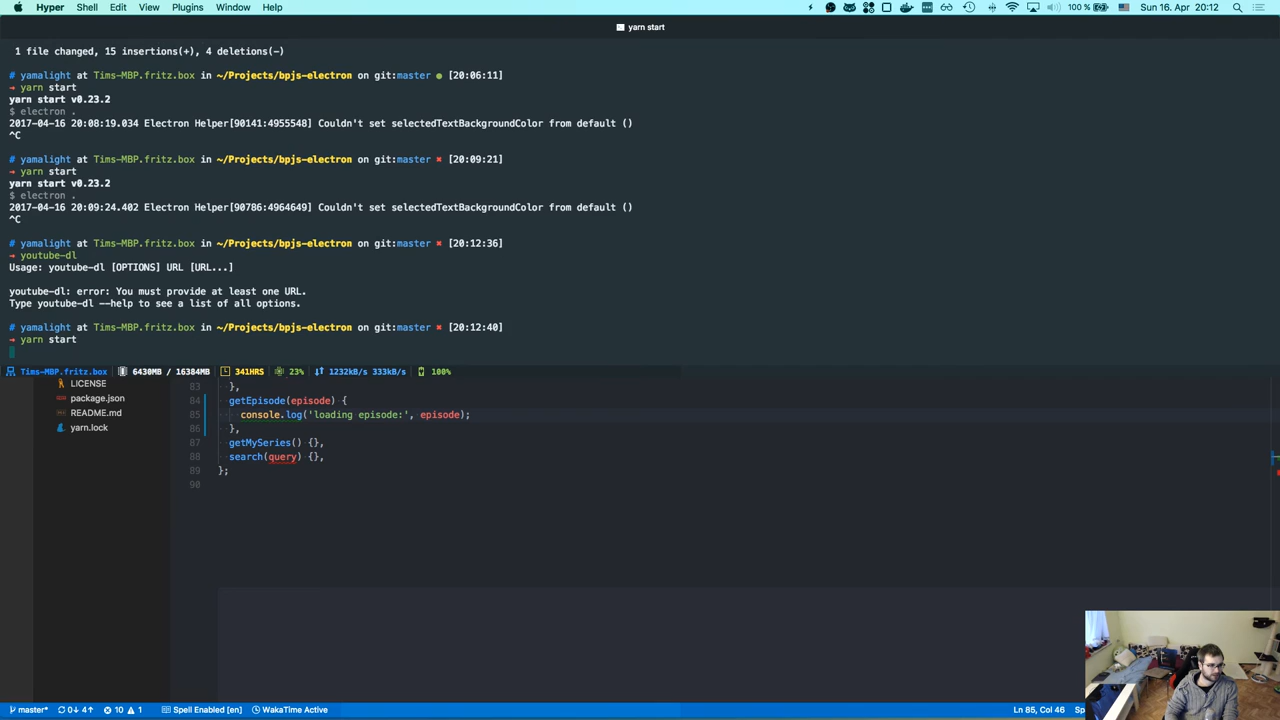 Hyper Shell Edit View Plugins Window Help 100 % Sun 16. Apr 20:12
yarn start
1 file changed, 15 insertions(+), 4 deletions(-)
# yamalight at Tims-MBP.fritz.box in ~/Projects/bpjs-electron on git:master ● [20:06:11]
→ yarn start
yarn start v0.23.2
$ electron .
2017-04-16 20:08:19.034 Electron Helper[90141:4955548] Couldn't set selectedTextBackgroundColor from default ()
^C
# yamalight at Tims-MBP.fritz.box in ~/Projects/bpjs-electron on git:master ✖ [20:09:21]
→ yarn start
yarn start v0.23.2
$ electron .
2017-04-16 20:09:24.402 Electron Helper[90786:4964649] Couldn't set selectedTextBackgroundColor from default ()
^C
# yamalight at Tims-MBP.fritz.box in ~/Projects/bpjs-electron on git:master ✖ [20:12:36]
→ youtube-dl
Usage: youtube-dl [OPTIONS] URL [URL...]
youtube-dl: error: You must provide at least one URL.
Type youtube-dl --help to see a list of all options.
# yamalight at Tims-MBP.fritz.box in ~/Projects/bpjs-electron on git:master ✖ [20:12:40]
→ yarn start
Tims-MBP.fritz.box 6430MB / 16384MB 341HRS 23% 1232kB/s 333kB/s 100%
LICENSE
package.json
README.md
yarn.lock
83 },
84 getEpisode(episode) {
85 console.log('loading episode:', episode);
86 },
87 getMySeries() {},
88 search(query) {},
89 };
90
master* 0↓ 4↑ 10 1 Spell Enabled [en] WakaTime Active Ln 85, Col 46